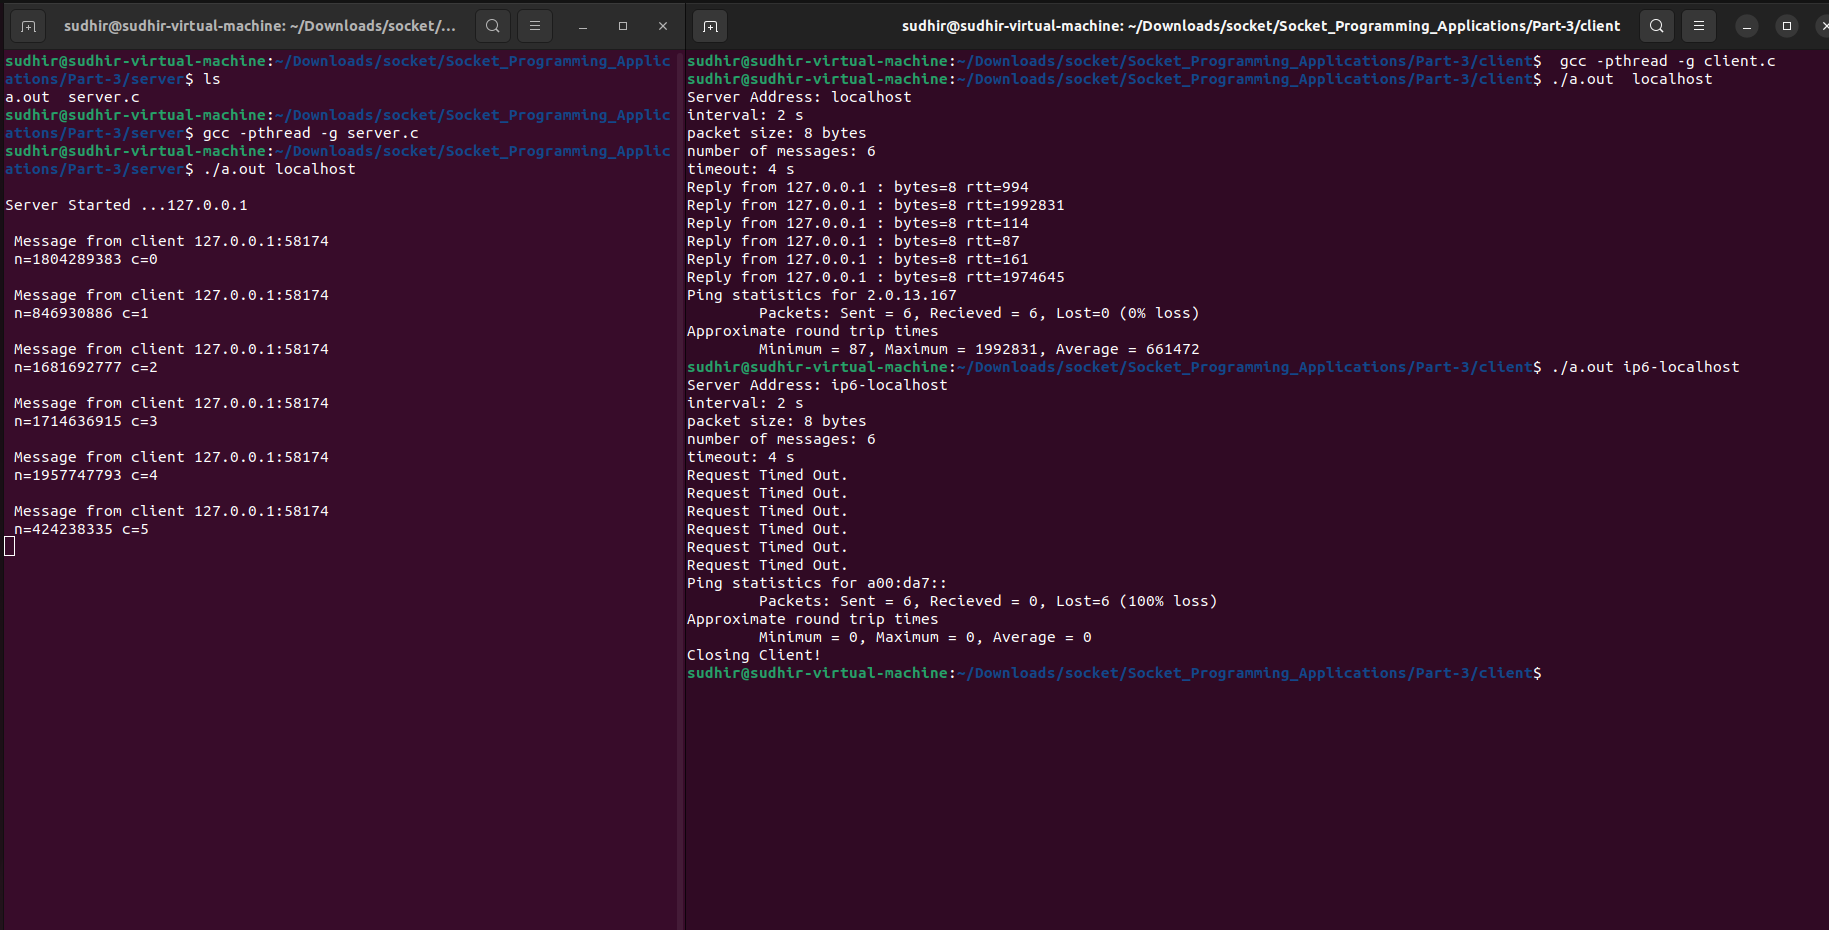 sudhir@sudhir-virtual-machine: ~/Downloads/socket/...
sudhir@sudhir-virtual-machine:~/Downloads/socket/Socket_Programming_Applic
ations/Part-3/server$ ls
a.out  server.c
sudhir@sudhir-virtual-machine:~/Downloads/socket/Socket_Programming_Applic
ations/Part-3/server$ gcc -pthread -g server.c
sudhir@sudhir-virtual-machine:~/Downloads/socket/Socket_Programming_Applic
ations/Part-3/server$ ./a.out localhost
Server Started ...127.0.0.1
Message from client 127.0.0.1:58174
n=1804289383 c=0
Message from client 127.0.0.1:58174
n=846930886 c=1
Message from client 127.0.0.1:58174
n=1681692777 c=2
Message from client 127.0.0.1:58174
n=1714636915 c=3
Message from client 127.0.0.1:58174
n=1957747793 c=4
Message from client 127.0.0.1:58174
n=424238335 c=5
sudhir@sudhir-virtual-machine: ~/Downloads/socket/Socket_Programming_Applications/Part-3/client
sudhir@sudhir-virtual-machine:~/Downloads/socket/Socket_Programming_Applications/Part-3/client$  gcc -pthread -g client.c
sudhir@sudhir-virtual-machine:~/Downloads/socket/Socket_Programming_Applications/Part-3/client$ ./a.out  localhost
Server Address: localhost
interval: 2 s
packet size: 8 bytes
number of messages: 6
timeout: 4 s
Reply from 127.0.0.1 : bytes=8 rtt=994
Reply from 127.0.0.1 : bytes=8 rtt=1992831
Reply from 127.0.0.1 : bytes=8 rtt=114
Reply from 127.0.0.1 : bytes=8 rtt=87
Reply from 127.0.0.1 : bytes=8 rtt=161
Reply from 127.0.0.1 : bytes=8 rtt=1974645
Ping statistics for 2.0.13.167
Packets: Sent = 6, Recieved = 6, Lost=0 (0% loss)
Approximate round trip times
Minimum = 87, Maximum = 1992831, Average = 661472
sudhir@sudhir-virtual-machine:~/Downloads/socket/Socket_Programming_Applications/Part-3/client$ ./a.out ip6-localhost
Server Address: ip6-localhost
interval: 2 s
packet size: 8 bytes
number of messages: 6
timeout: 4 s
Request Timed Out.
Request Timed Out.
Request Timed Out.
Request Timed Out.
Request Timed Out.
Request Timed Out.
Ping statistics for a00:da7::
Packets: Sent = 6, Recieved = 0, Lost=6 (100% loss)
Approximate round trip times
Minimum = 0, Maximum = 0, Average = 0
Closing Client!
sudhir@sudhir-virtual-machine:~/Downloads/socket/Socket_Programming_Applications/Part-3/client$